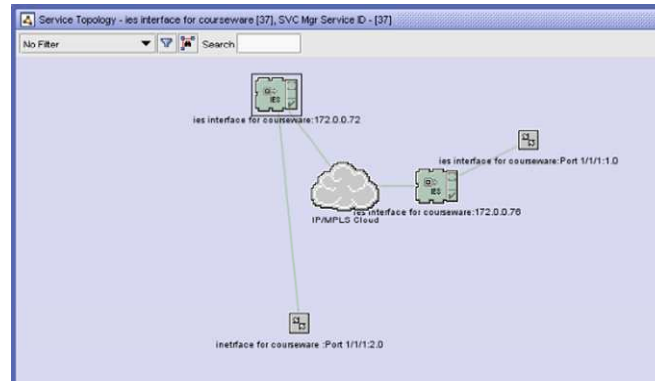 Service Topology - ies interface for courseware [37], SVC Mgr Service ID - [37]
No Filter
Search
IES
ies interface for courseware:172.0.0.72
ies interface for courseware:Port 1/1/1:1.0
IES
ies interface for courseware:172.0.0.76
IP/MPLS Cloud
inetrface for courseware :Port 1/1/1:2.0